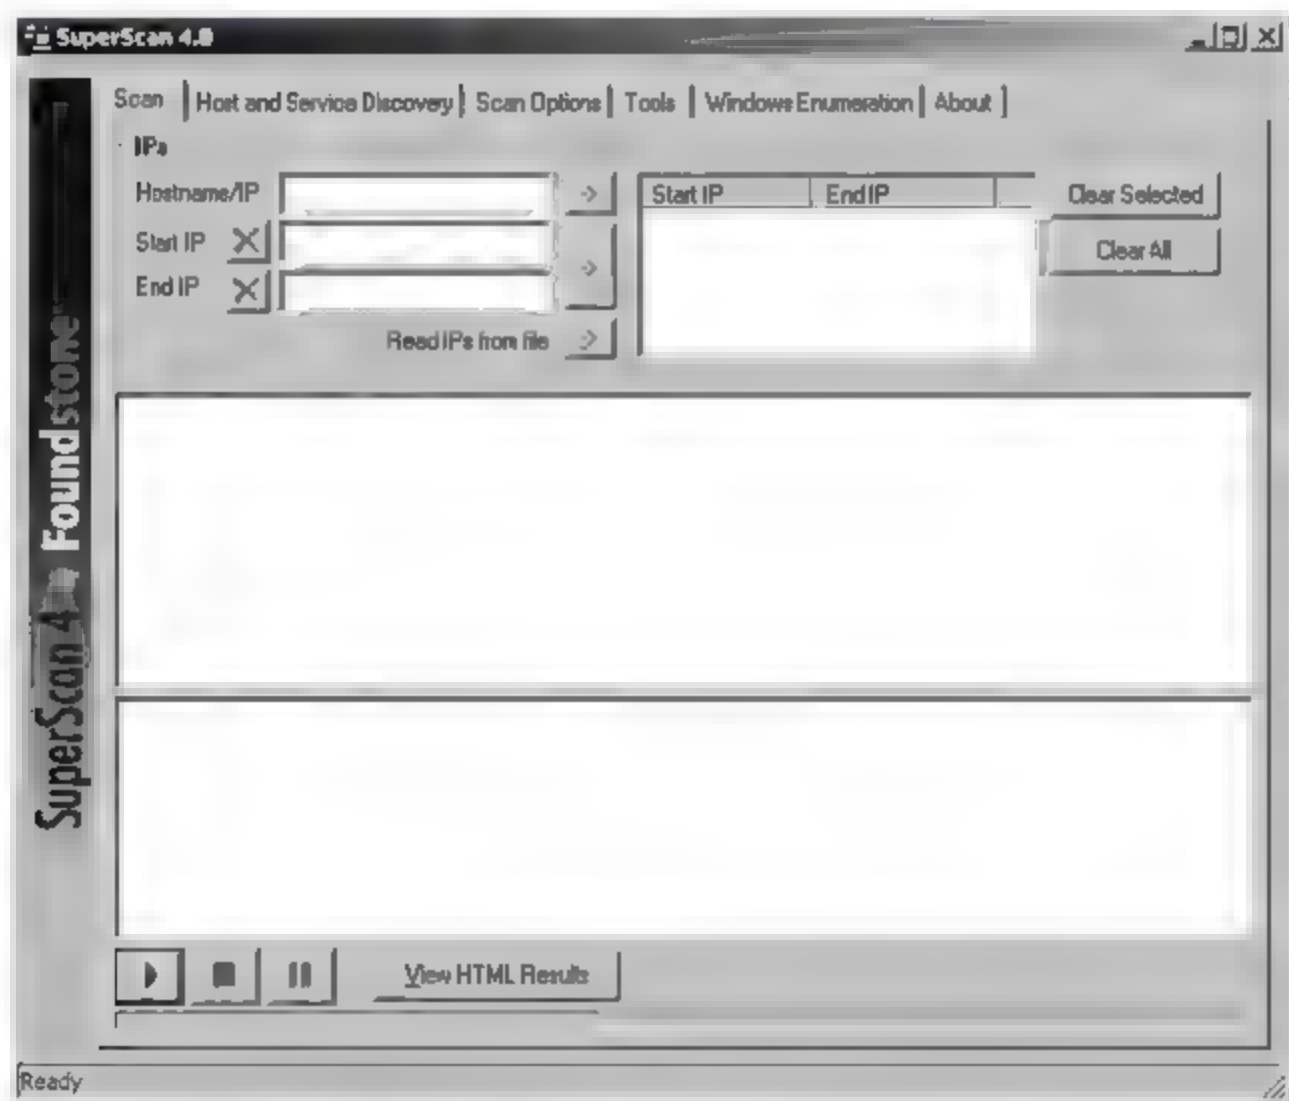 SuperScan 4.0
Scan Host and Service Discovery Scan Options Tools Windows Enumeration About
IPs
Hostname/IP
Start IP End IP
Clear Selected
Start IP
Clear All
End IP
Read IPs from file
SuperScan 4 Foundstone
View HTML Results
Ready